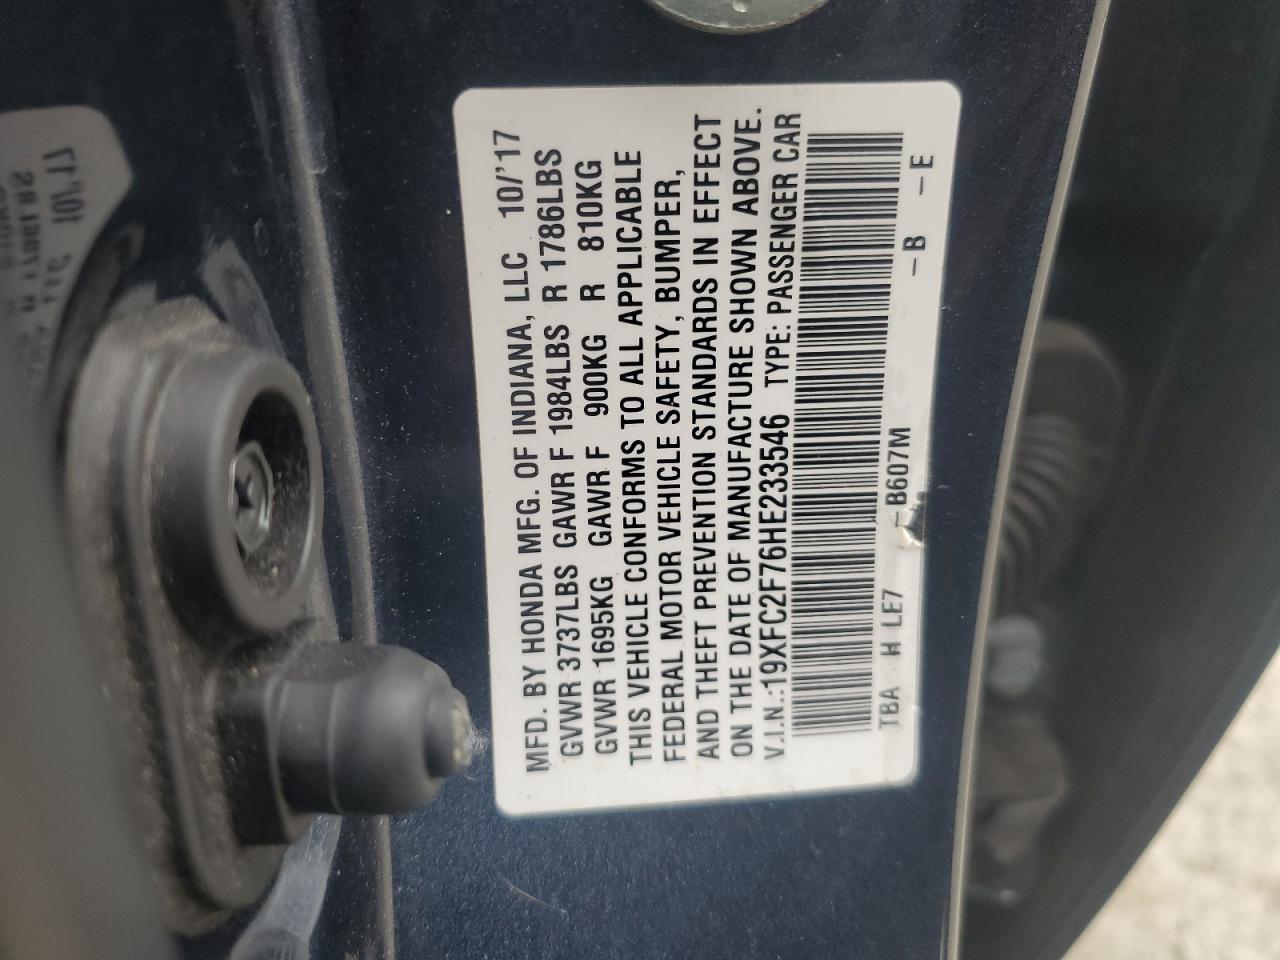 MFD. BY HONDA MFG. OF INDIANA, LLC 10/'17
GVWR 3737LBS GAWR F 1984LBS R 1786LBS
GVWR 1695KG GAWR F 900KG R 810KG
THIS VEHICLE CONFORMS TO ALL APPLICABLE
FEDERAL MOTOR VEHICLE SAFETY, BUMPER,
AND THEFT PREVENTION STANDARDS IN EFFECT
ON THE DATE OF MANUFACTURE SHOWN ABOVE.
V.I.N.:19XFC2F76HE233546 TYPE: PASSENGER CAR
TBA H LE7 -B607M -B -E